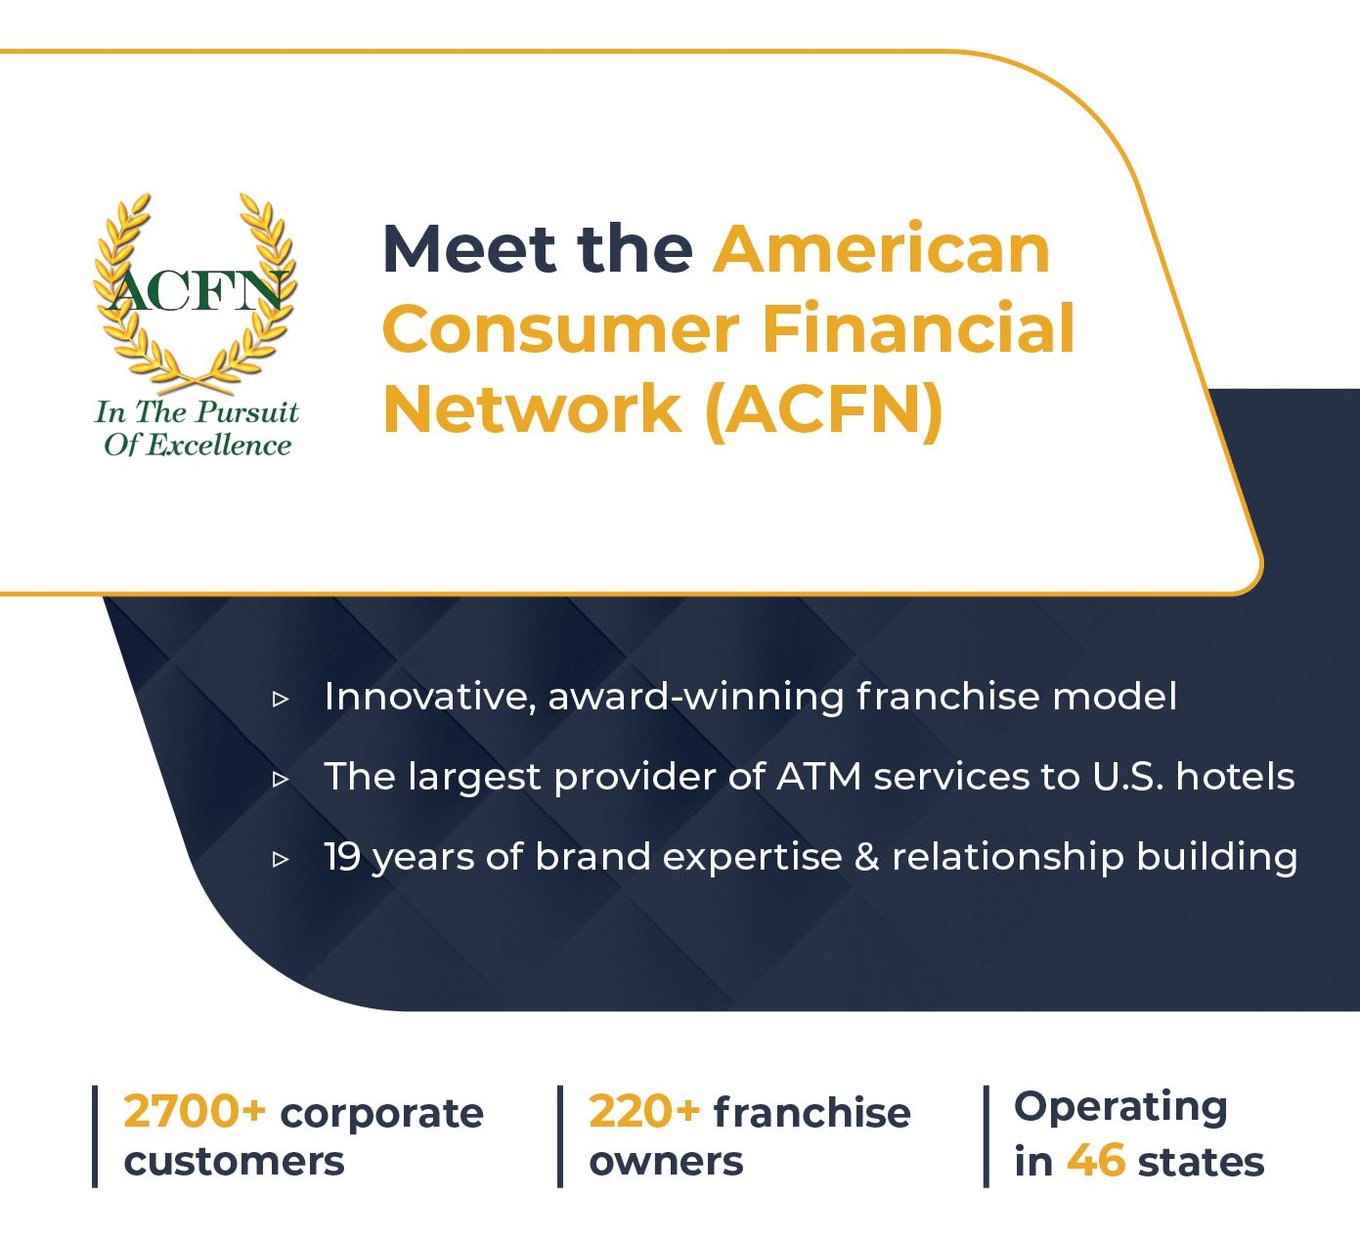 ACFN
In The Pursuit
Of Excellence
Meet the American
Consumer Financial
Network (ACFN)
Innovative, award-winning franchise model
The largest provider of ATM services to U.S. hotels
19 years of brand expertise & relationship building
2700+ corporate
customers
220+ franchise
owners
Operating
in 46 states